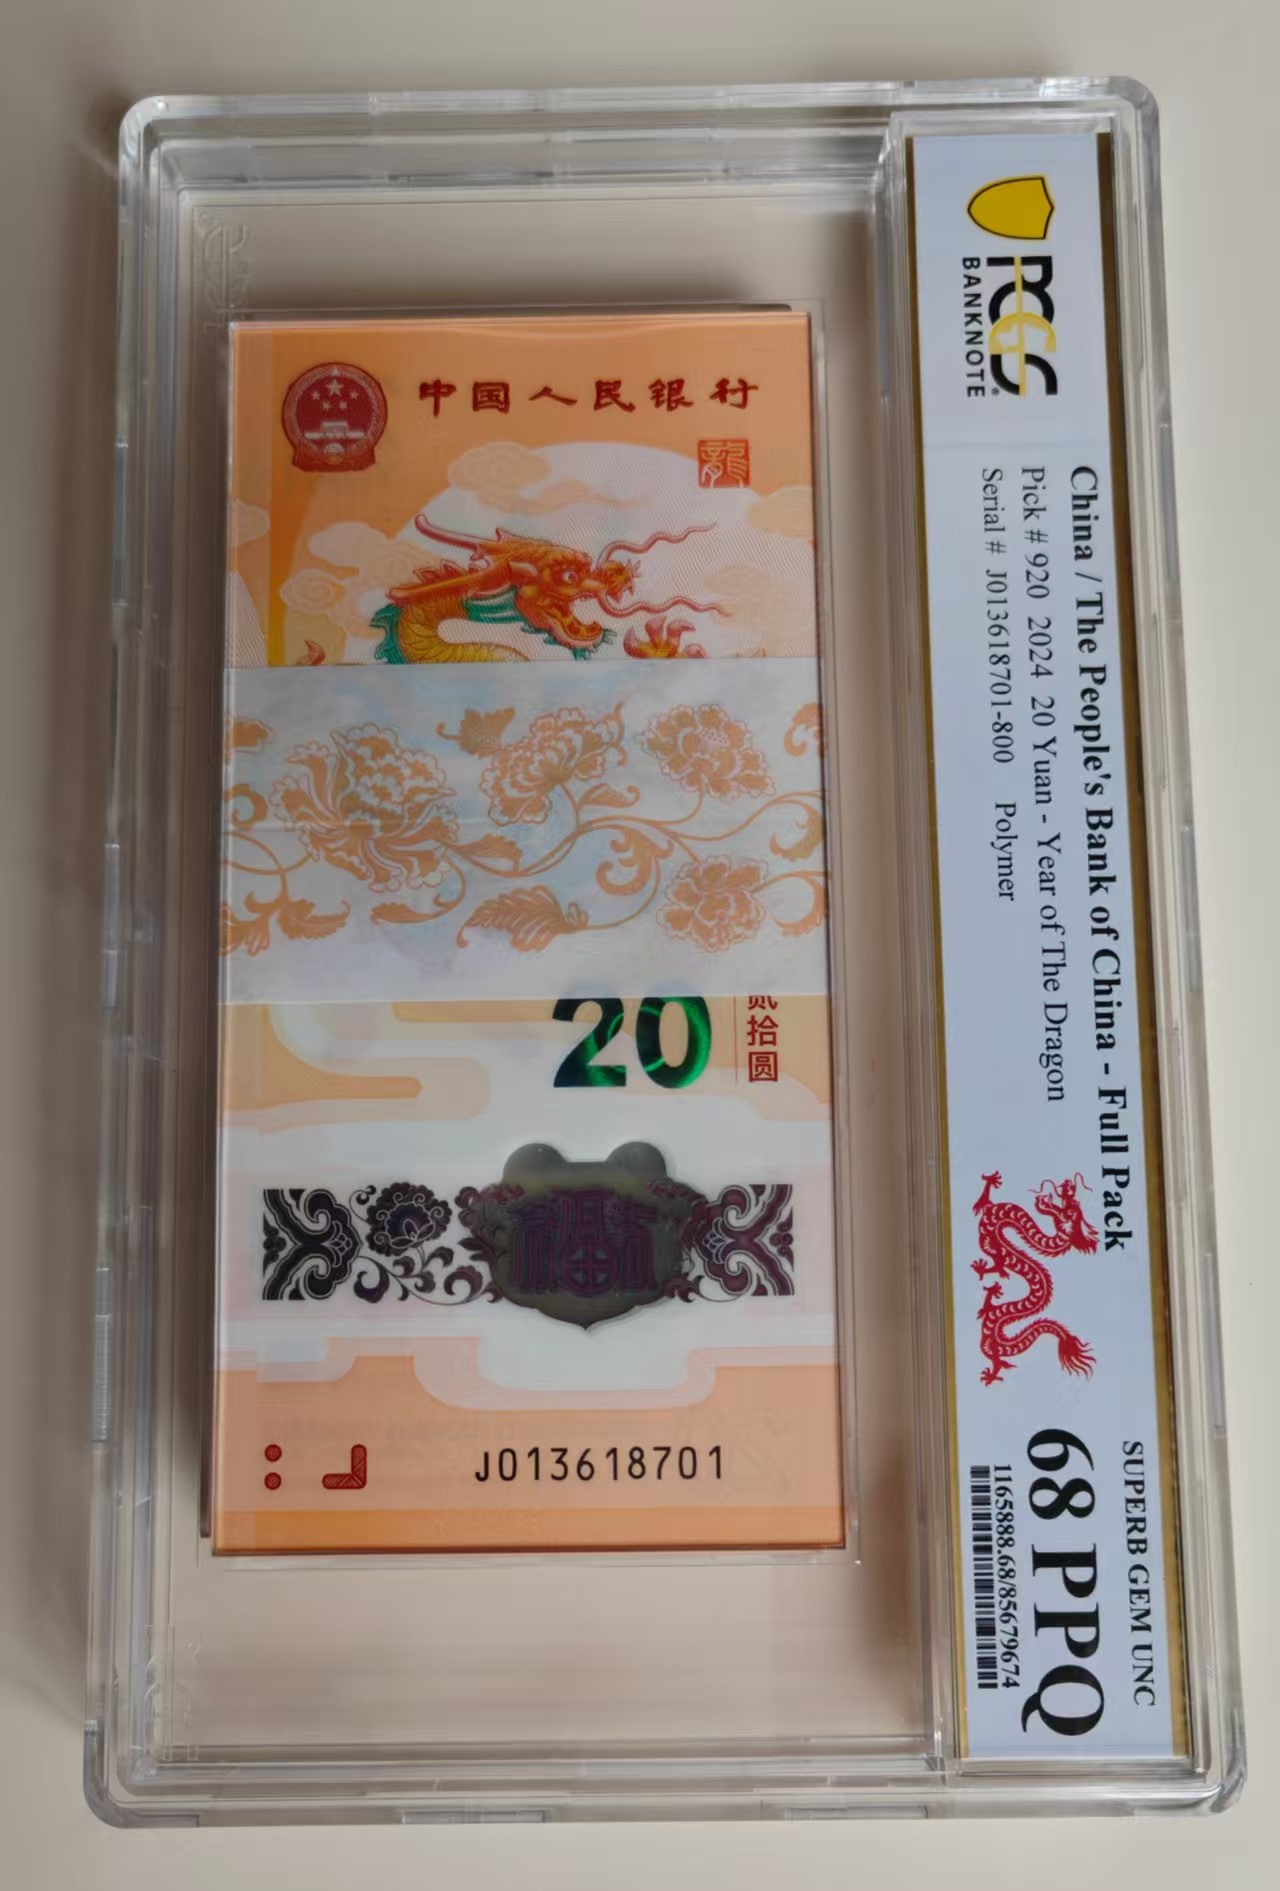 中国人民银行
龍
20
贰拾圆
J013618701
PCGS
BANKNOTE
China / The People's Bank of China - Full Pack
Pick # 920 2024 20 Yuan - Year of The Dragon
Serial # J013618701-800 Polymer
SUPERB GEM UNC
68 PPQ
1165888.68/85679674